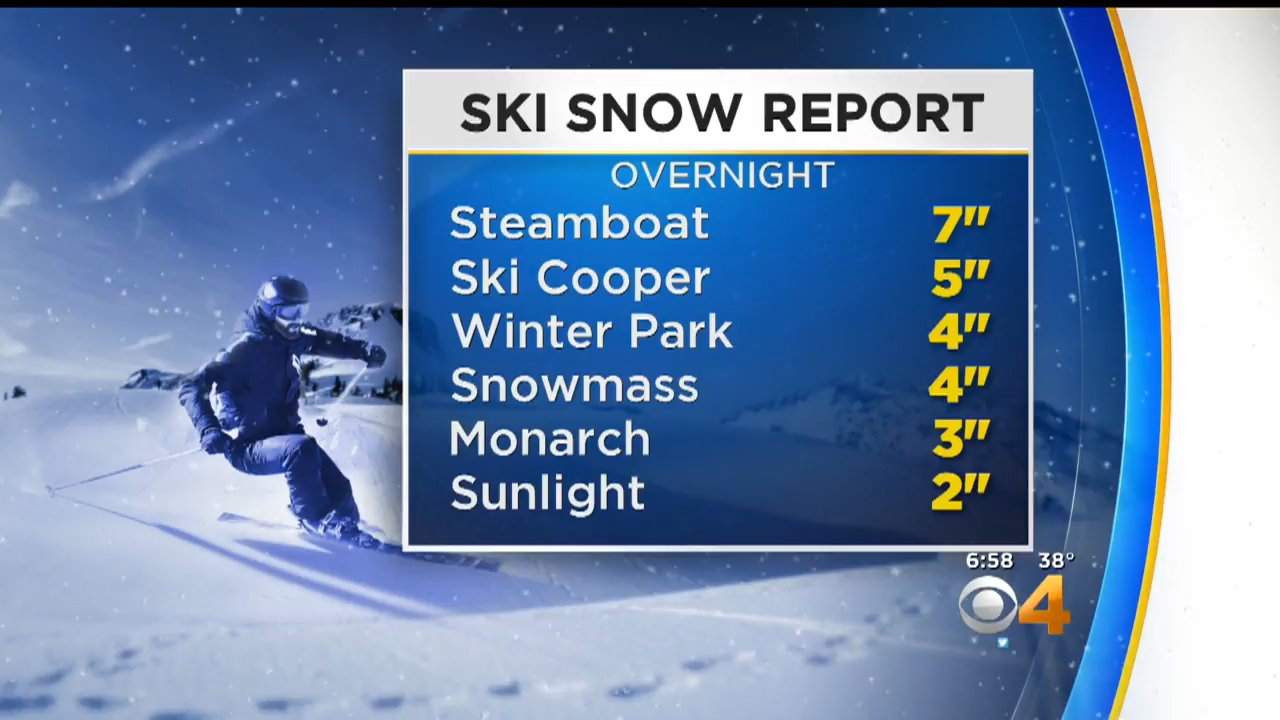 SKI SNOW REPORT
OVERNIGHT
Steamboat 7"
Ski Cooper 5"
Winter Park 4"
Snowmass 4"
Monarch 3"
Sunlight 2"
6:58 38°
4